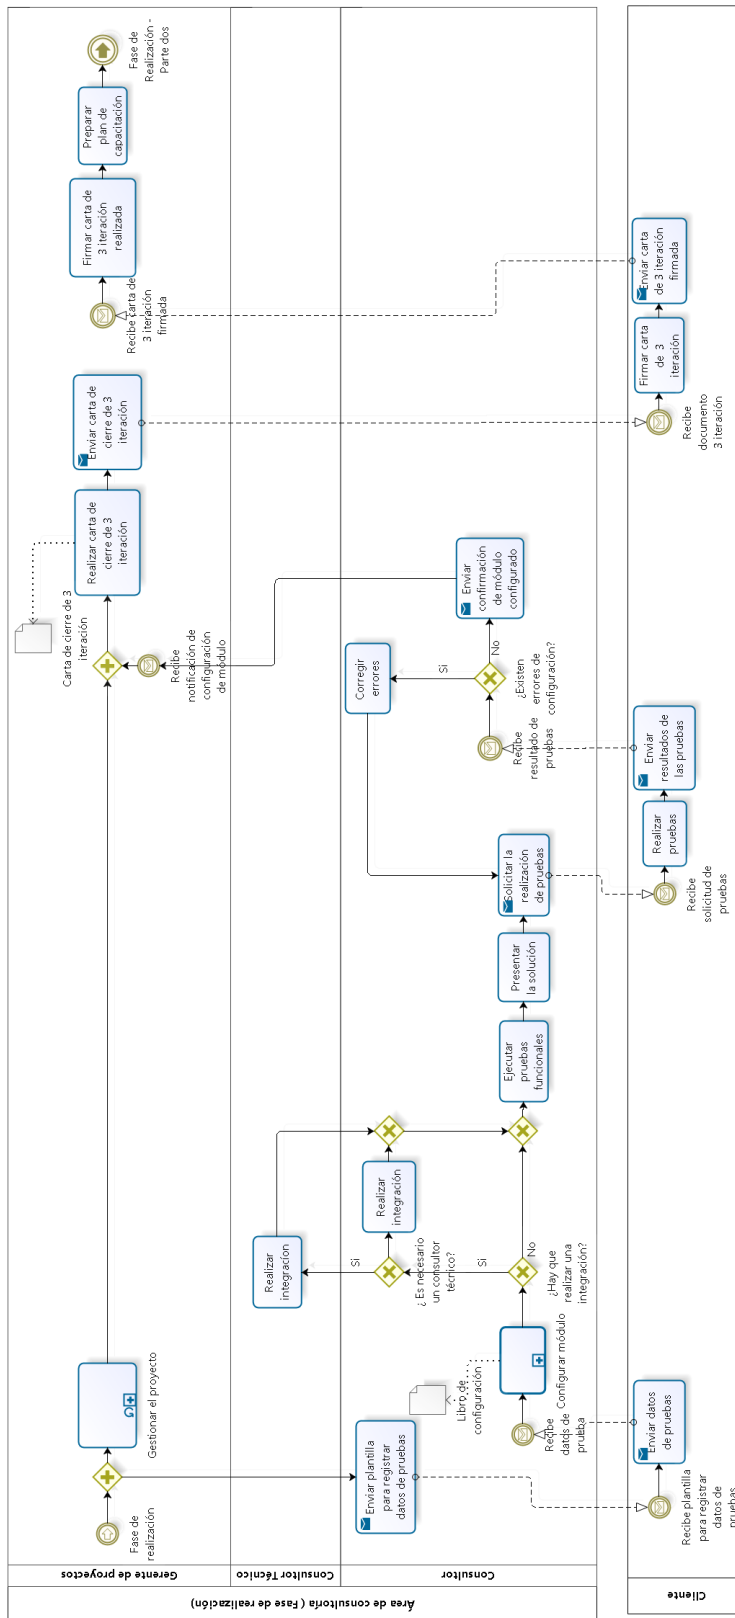 Área de consultoría ( Fase de realización)
Gerente de proyectos
Fase de
realización
Gestionar el proyecto
Carta de cierre de 3
iteración
Recibe
notificación de
configuración
de módulo
Realizar carta de
cierre de 3
iteración
Enviar carta de
cierre de 3
iteración
Recibe carta de
3 iteración
firmada
Firmar carta de
3 iteración
realizada
Preparar
plan de
capacitación
Fase de
Realización -
Parte dos
Consultor Técnico
Realizar
integracion
Consultor
Enviar plantilla
para registrar
datos de pruebas
Recibe
datos de
prueba
Libro de
configuración
Configurar módulo
¿Hay que
realizar una
integración?
Si
No
¿ Es necesario
un consultor
técnico?
Si
Realizar
integración
Ejecutar
pruebas
funcionales
Presentar
la solución
Solicitar la
realización
de pruebas
Recibe
resultado de
pruebas
¿Existen
errores de
configuración?
Si
No
Corregir
errores
Enviar
confirmación
de módulo
configurado
Cliente
Recibe plantilla
para registrar
datos de
pruebas
Enviar datos
de pruebas
Recibe
solicitud de
pruebas
Realizar
pruebas
Enviar
resultados de
las pruebas
Recibe
documento
3 iteración
Firmar carta
de 3
iteración
Enviar carta
de 3 iteración
firmada